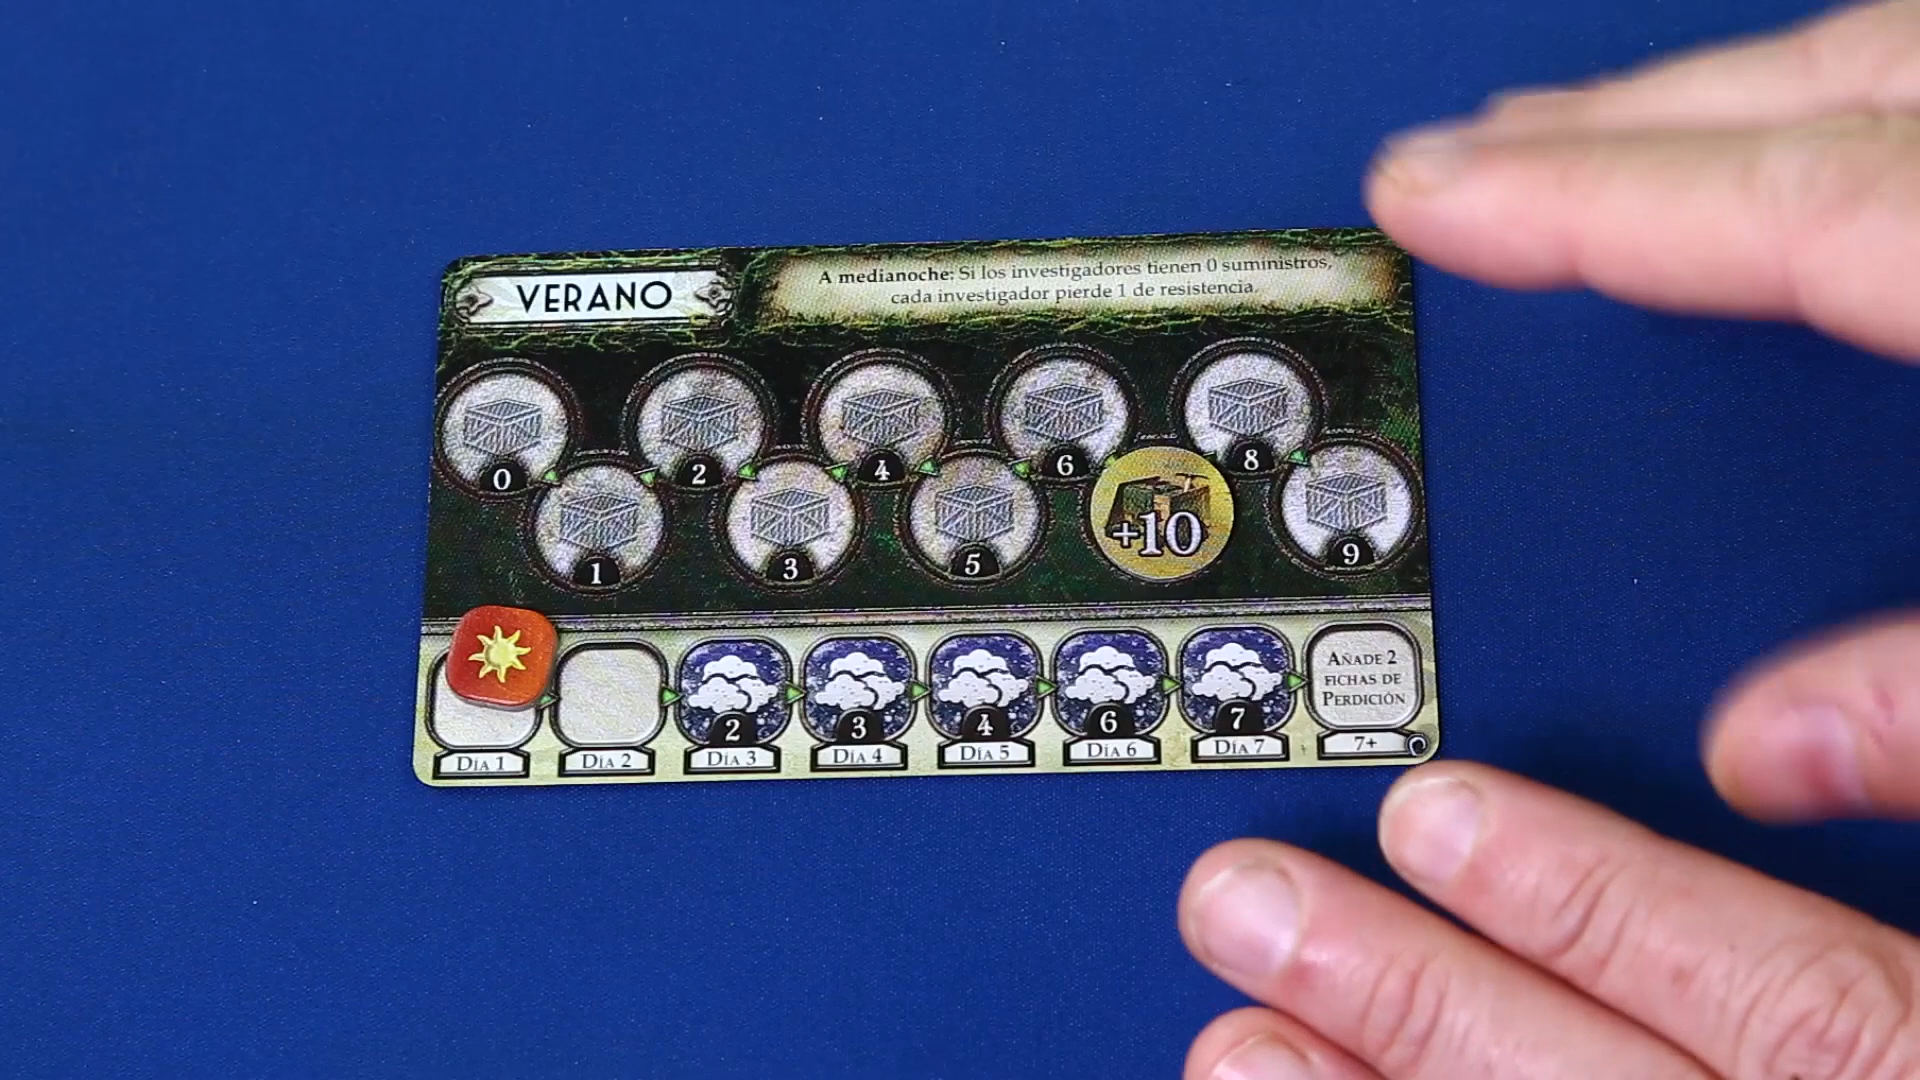 VERANO
A medianoche: Si los investigadores tienen 0 suministros,
cada investigador pierde 1 de resistencia.
0
2
4
6
8
1
3
5
+10
9
2
3
4
6
7
AÑADE 2
FICHAS DE
PERDICIÓN
DÍA 1
DÍA 2
DÍA 3
DÍA 4
DÍA 5
DÍA 6
DÍA 7
7+